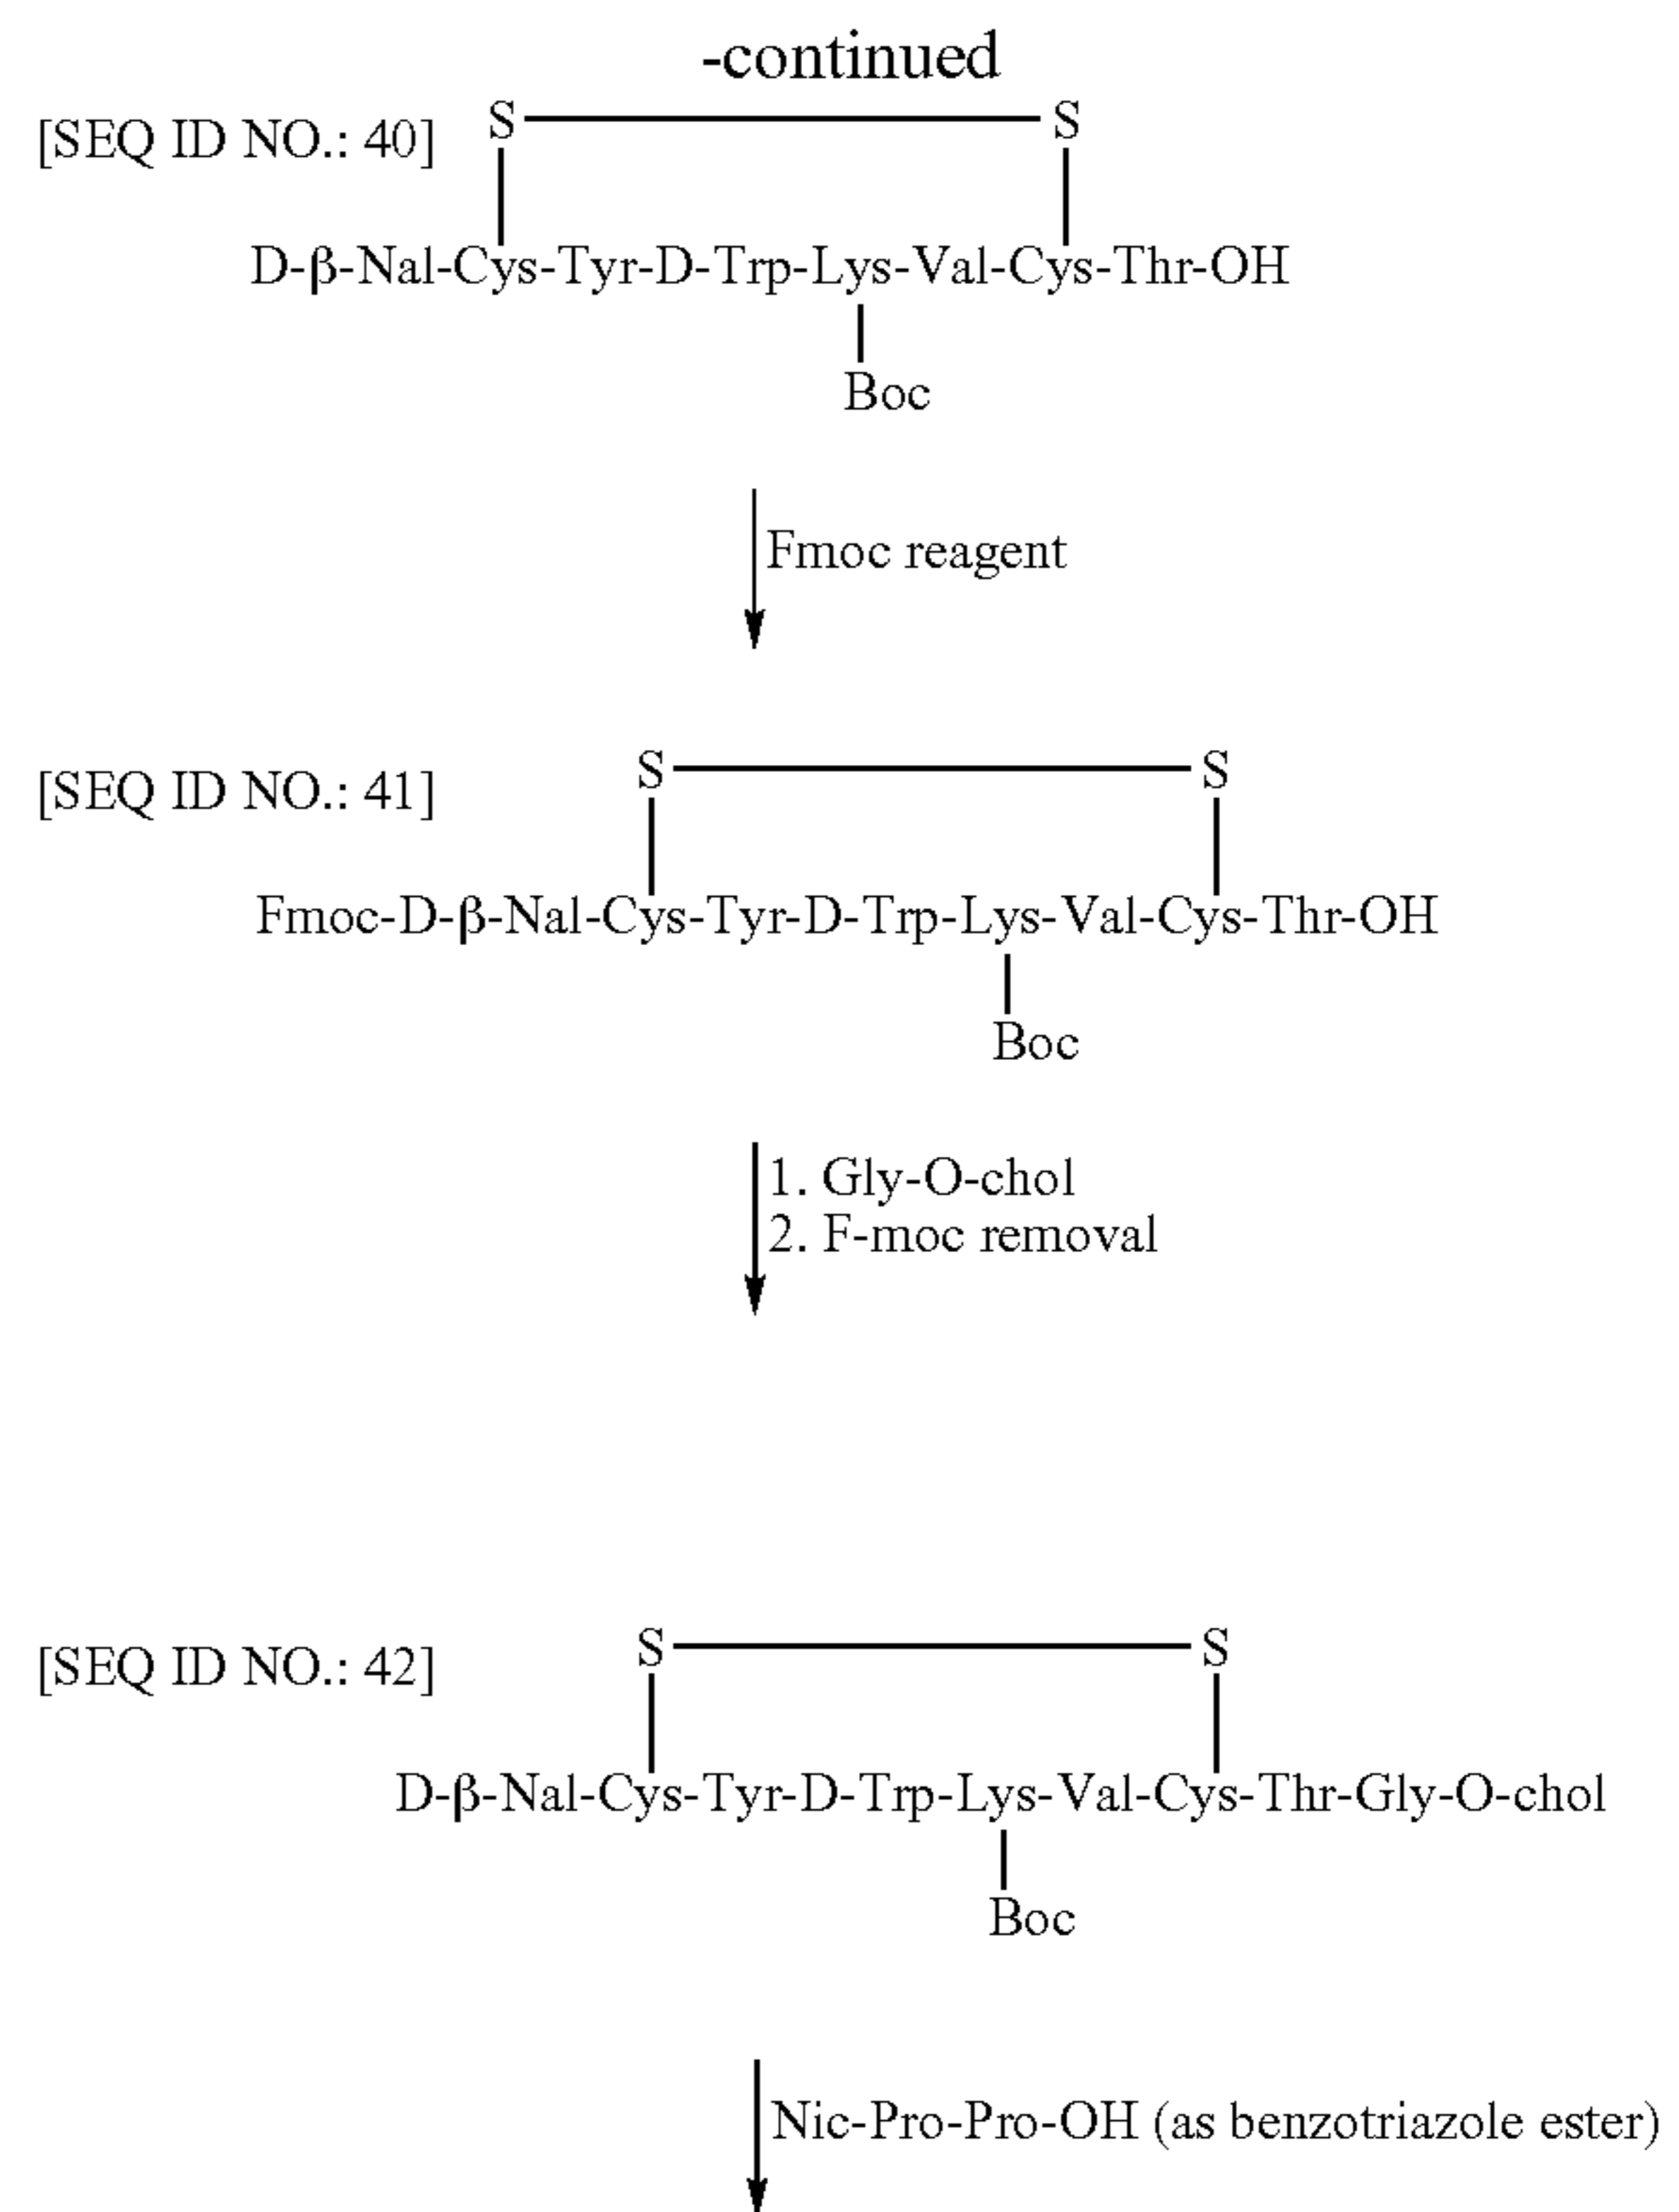 -continued
[SEQ ID NO.: 40]
S S
D-β-Nal-Cys-Tyr-D-Trp-Lys-Val-Cys-Thr-OH
Boc
Fmoc reagent
[SEQ ID NO.: 41]
S S
Fmoc-D-β-Nal-Cys-Tyr-D-Trp-Lys-Val-Cys-Thr-OH
Boc
1. Gly-O-chol
2. F-moc removal
[SEQ ID NO.: 42]
S S
D-β-Nal-Cys-Tyr-D-Trp-Lys-Val-Cys-Thr-Gly-O-chol
Boc
Nic-Pro-Pro-OH (as benzotriazole ester)